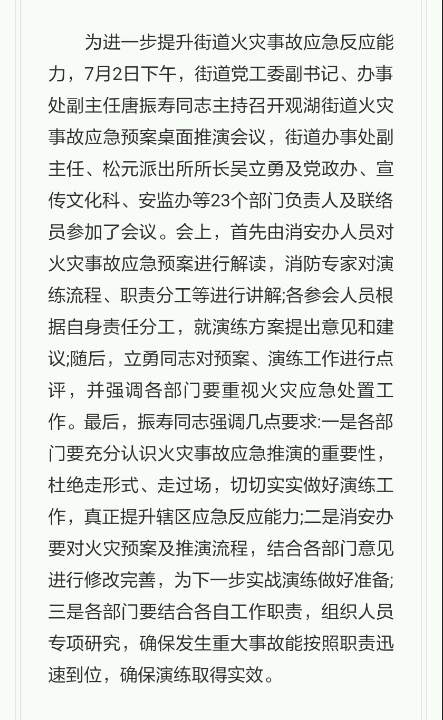 为进一步提升街道火灾事故应急反应能
力，7月2日下午，街道党工委副书记、办事
处副主任唐振寿同志主持召开观湖街道火灾
事故应急预案桌面推演会议，街道办事处副
主任、松元派出所所长吴立勇及党政办、宣
传文化科、安监办等23个部门负责人及联络
员参加了会议。会上，首先由消安办人员对
火灾事故应急预案进行解读，消防专家对演
练流程、职责分工等进行讲解;各参会人员根
据自身责任分工，就演练方案提出意见和建
议;随后，立勇同志对预案、演练工作进行点
评，并强调各部门要重视火灾应急处置工
作。最后，振寿同志强调几点要求:一是各部
门要充分认识火灾事故应急推演的重要性，
杜绝走形式、走过场，切切实实做好演练工
作，真正提升辖区应急反应能力;二是消安办
要对火灾预案及推演流程，结合各部门意见
进行修改完善，为下一步实战演练做好准备;
三是各部门要结合各自工作职责，组织人员
专项研究，确保发生重大事故能按照职责迅
速到位，确保演练取得实效。